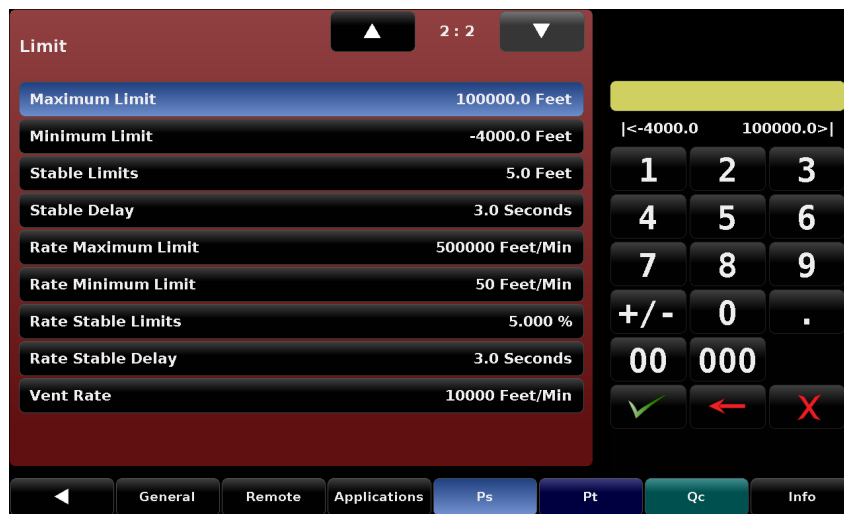 Limit
2 : 2
Maximum Limit 100000.0 Feet
Minimum Limit -4000.0 Feet
Stable Limits 5.0 Feet
Stable Delay 3.0 Seconds
Rate Maximum Limit 500000 Feet/Min
Rate Minimum Limit 50 Feet/Min
Rate Stable Limits 5.000 %
Rate Stable Delay 3.0 Seconds
Vent Rate 10000 Feet/Min
|<-4000.0 100000.0>|
1 2 3
4 5 6
7 8 9
+/- 0 .
00 000
X
General Remote Applications Ps Pt Qc Info